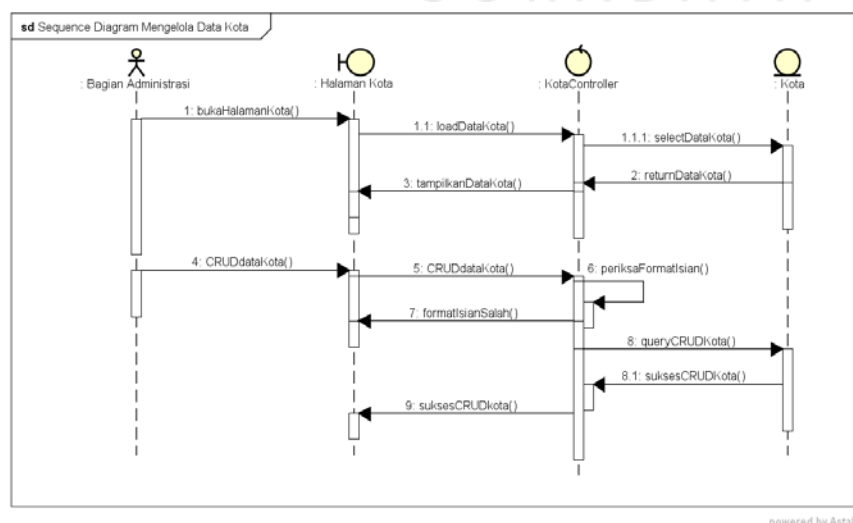 sd Sequence Diagram Mengelola Data Kota
: Bagian Administrasi
: Halaman Kota
: KotaController
: Kota
1: bukaHalamanKota()
1.1: loadDataKota()
1.1.1: selectDataKota()
2: returnDataKota()
3: tampilkanDataKota()
4: CRUDdataKota()
5: CRUDdataKota()
6: periksaFormatIsian()
7: formatIsianSalah()
8: queryCRUDKota()
8.1: suksesCRUDKota()
9: suksesCRUDkota()
powered by Astah